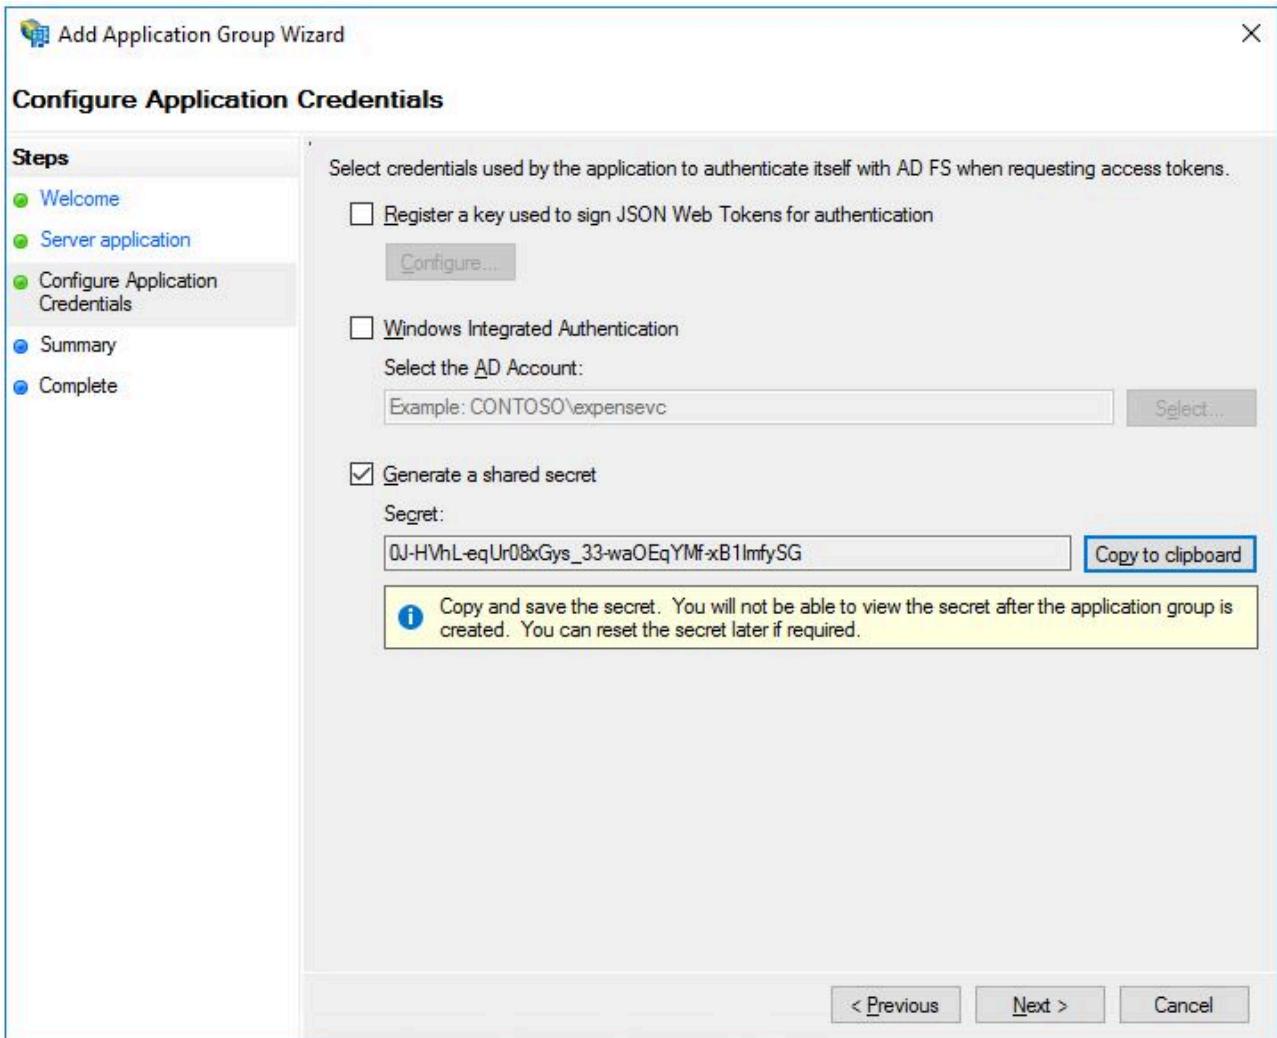 Add Application Group Wizard
Configure Application Credentials
Steps
Welcome
Server application
Configure Application
Credentials
Summary
Complete
Select credentials used by the application to authenticate itself with AD FS when requesting access tokens.
Register a key used to sign JSON Web Tokens for authentication
Configure...
Windows Integrated Authentication
Select the AD Account:
Example: CONTOSO\expensevc
Select...
Generate a shared secret
Secret:
0J-HVhL-eqUr08xGys_33-waOEqYMf-xB1ImfySG
Copy to clipboard
Copy and save the secret. You will not be able to view the secret after the application group is
created. You can reset the secret later if required.
< Previous
Next >
Cancel